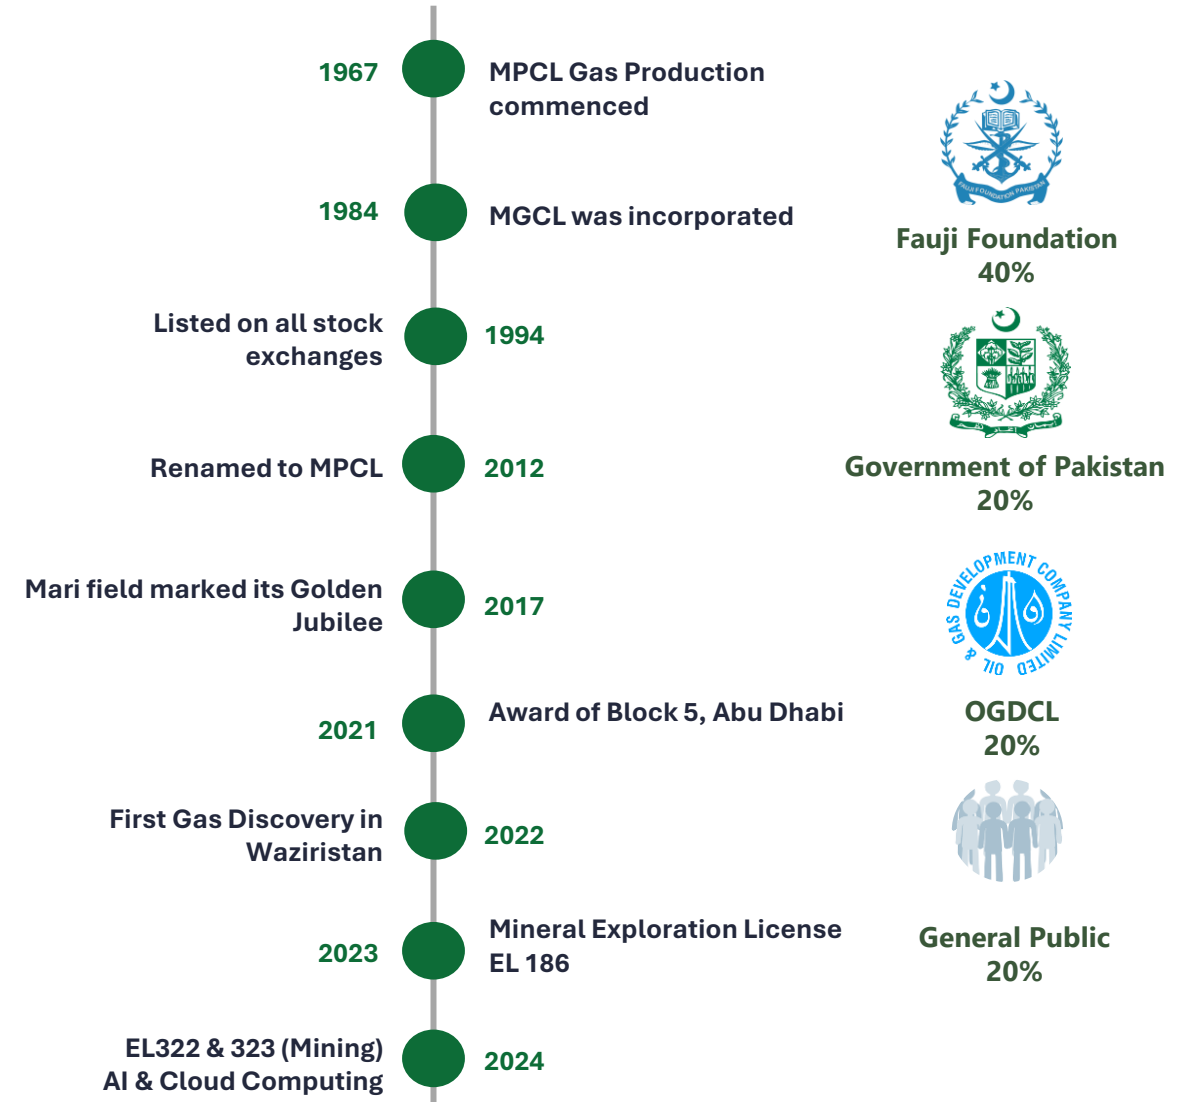 1967
MPCL Gas Production
commenced
1984
MGCL was incorporated
Listed on all stock
exchanges
1994
Renamed to MPCL
2012
Mari field marked its Golden
Jubilee
2017
2021
Award of Block 5, Abu Dhabi
First Gas Discovery in
Waziristan
2022
2023
Mineral Exploration License
EL 186
EL322 & 323 (Mining)
AI & Cloud Computing
2024
FAUJI FOUNDATION PAKISTAN
Fauji Foundation
40%
Government of Pakistan
20%
OIL & GAS DEVELOPMENT COMPANY LIMITED
OGDCL
20%
General Public
20%